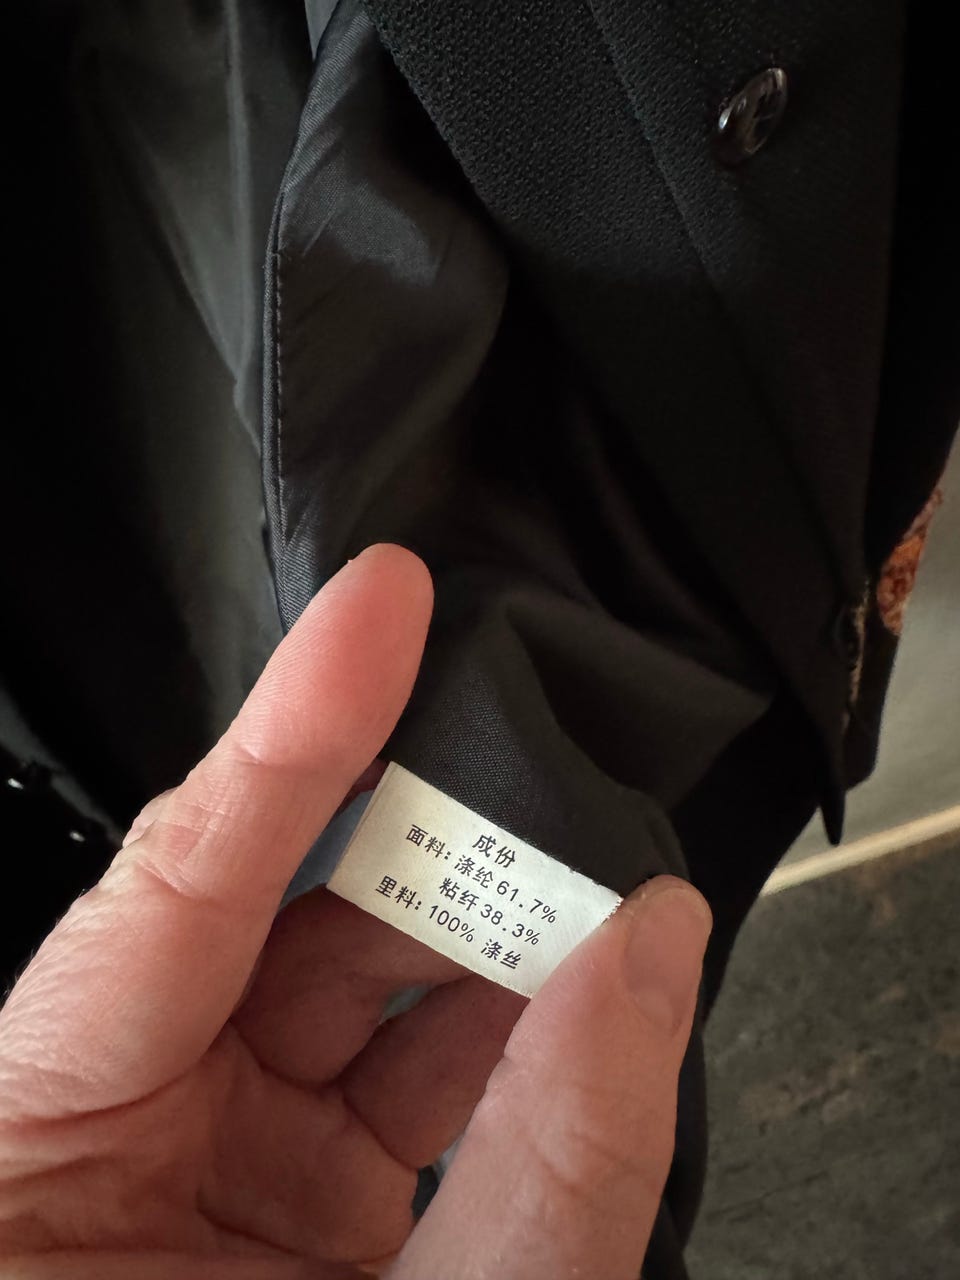 成份
面料: 涤纶 61.7%
粘纤 38.3%
里料: 100% 涤丝